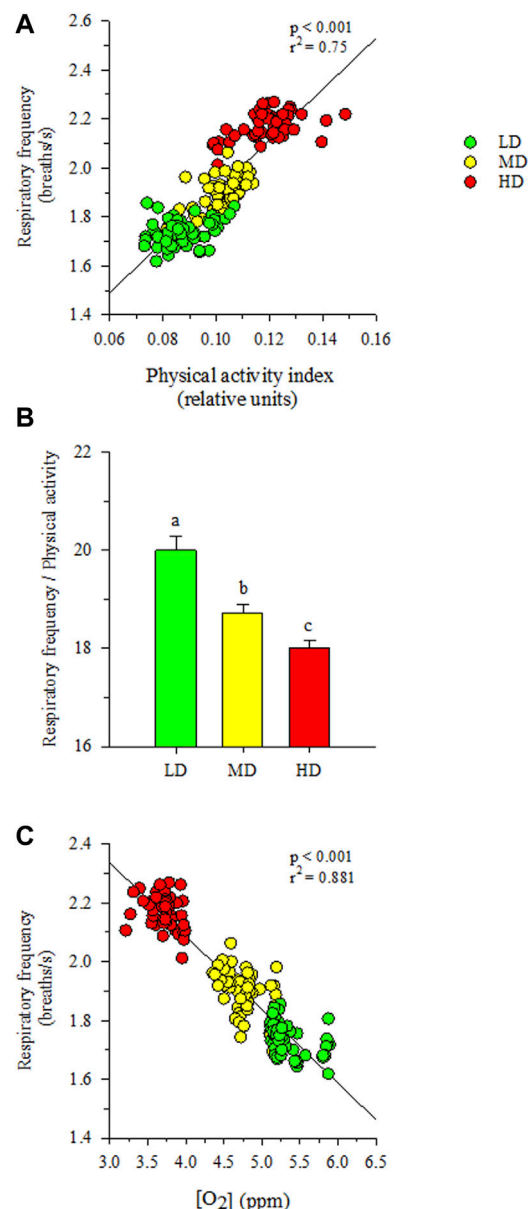 A
p < 0.001
r² = 0.75
2.6
2.4
2.2
2.0
1.8
1.6
1.4
Respiratory frequency
(breaths/s)
0.06 0.08 0.10 0.12 0.14 0.16
Physical activity index
(relative units)
LD
MD
HD
B
22
20
18
16
Respiratory frequency / Physical activity
a
b
c
LD MD HD
C
p < 0.001
r² = 0.881
2.4
2.2
2.0
1.8
1.6
1.4
Respiratory frequency
(breaths/s)
3.0 3.5 4.0 4.5 5.0 5.5 6.0 6.5
[O₂] (ppm)